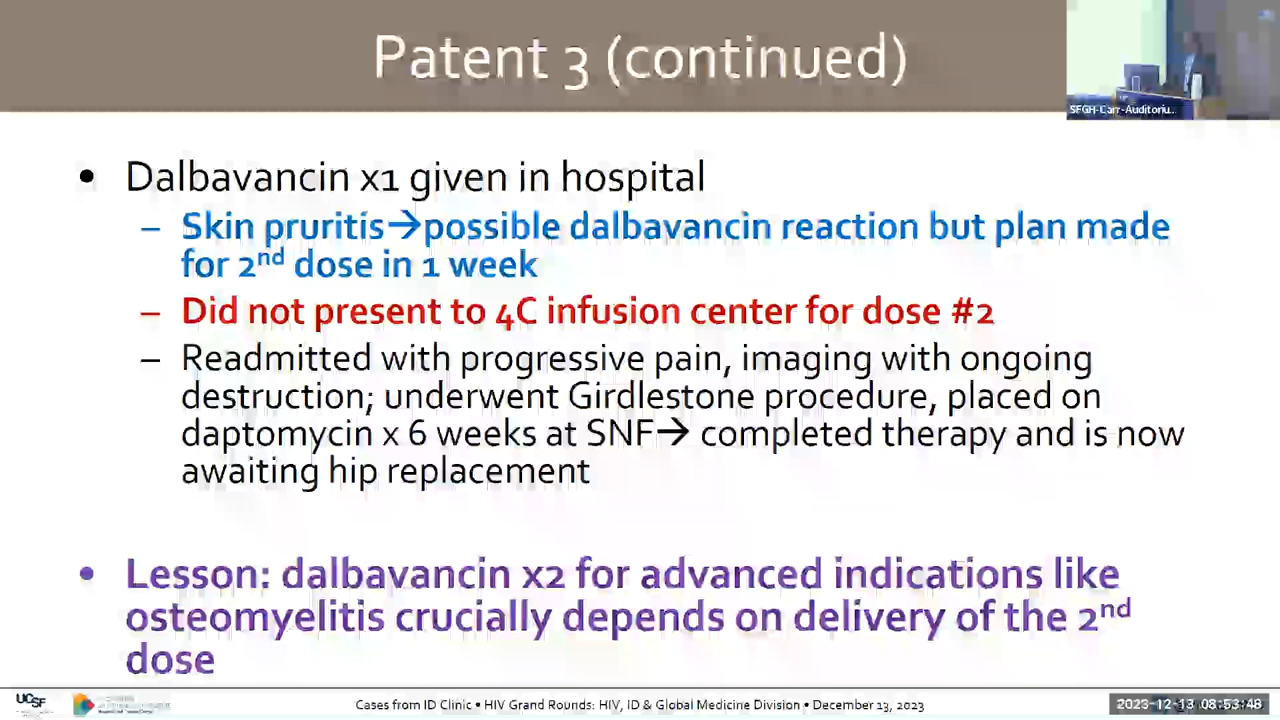 Patent 3 (continued)
SFGH-Carr-Auditoriu...
• Dalbavancin x1 given in hospital
– Skin pruritis→possible dalbavancin reaction but plan made
for 2nd dose in 1 week
– Did not present to 4C infusion center for dose #2
– Readmitted with progressive pain, imaging with ongoing
destruction; underwent Girdlestone procedure, placed on
daptomycin x 6 weeks at SNF→ completed therapy and is now
awaiting hip replacement
• Lesson: dalbavancin x2 for advanced indications like
osteomyelitis crucially depends on delivery of the 2nd
dose
UCSF
Cases from ID Clinic • HIV Grand Rounds: HIV, ID & Global Medicine Division • December 13, 2023
2023-12-13 08:53:48